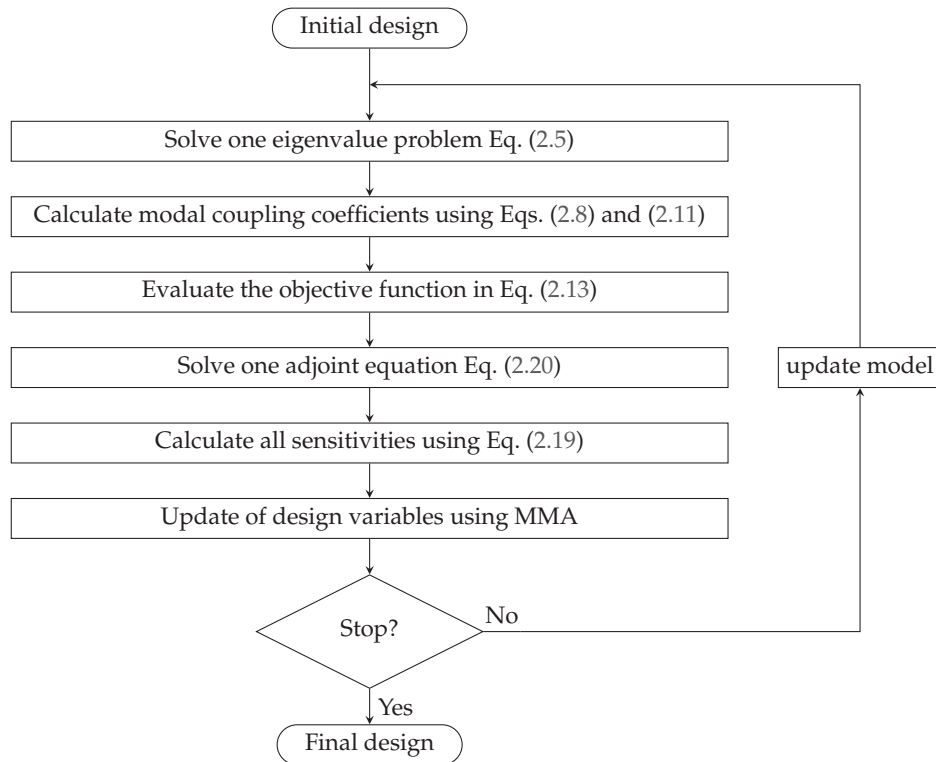 Initial design
Solve one eigenvalue problem Eq. (2.5)
Calculate modal coupling coefficients using Eqs. (2.8) and (2.11)
Evaluate the objective function in Eq. (2.13)
Solve one adjoint equation Eq. (2.20)
update model
Calculate all sensitivities using Eq. (2.19)
Update of design variables using MMA
Stop?
No
Yes
Final design